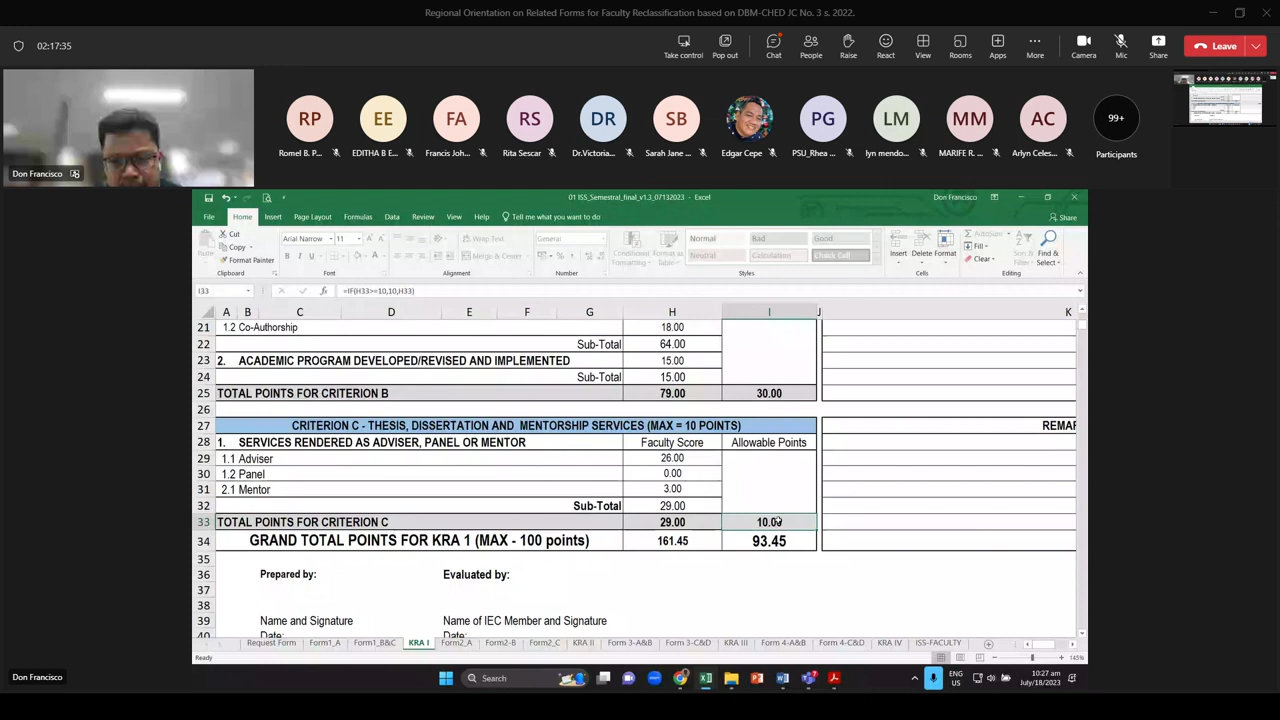 Regional Orientation on Related Forms for Faculty Reclassification based on DBM-CHED JC No. 3 s. 2022.
02:17:35
Take control
Pop out
Chat
People
Raise
React
View
Rooms
Apps
More
Camera
Mic
Share
Leave
RP
EE
FA
RS
DR
SB
PG
LM
MM
AC
99+
Don Francisco
Romel B. P...
EDITHA B E...
Francis Joh...
Rita Sescar
Dr.Victoria...
Sarah Jane ...
Edgar Cepe
PSU_Rhea ...
lyn mendo...
MARIFE R. ...
Arlyn Celes...
Participants
01 ISS_Semestral_final_v1.3_07132023 - Excel
Don Francisco
File
Home
Insert
Page Layout
Formulas
Data
Review
View
Help
Tell me what you want to do
Share
Paste
Cut
Copy
Format Painter
Clipboard
Arial Narrow
11
Font
Wrap Text
Merge & Center
Alignment
General
Number
Conditional Formatting
Format as Table
Normal
Bad
Good
Neutral
Calculation
Check Cell
Styles
Insert
Delete
Format
Cells
AutoSum
Fill
Clear
Sort & Filter
Find & Select
Editing
I33
=IF(H33>=10,10,H33)
A B C D E F G H I J K
21 1.2 Co-Authorship 18.00
22 Sub-Total 64.00
23 2. ACADEMIC PROGRAM DEVELOPED/REVISED AND IMPLEMENTED 15.00
24 Sub-Total 15.00
25 TOTAL POINTS FOR CRITERION B 79.00 30.00
26
27 CRITERION C - THESIS, DISSERTATION AND MENTORSHIP SERVICES (MAX = 10 POINTS) REMAR
28 1. SERVICES RENDERED AS ADVISER, PANEL OR MENTOR Faculty Score Allowable Points
29 1.1 Adviser 26.00
30 1.2 Panel 0.00
31 2.1 Mentor 3.00
32 Sub-Total 29.00
33 TOTAL POINTS FOR CRITERION C 29.00 10.00
34 GRAND TOTAL POINTS FOR KRA 1 (MAX - 100 points) 161.45 93.45
35
36 Prepared by: Evaluated by:
37
38
39 Name and Signature Name of IEC Member and Signature
40 Date: Date:
Request Form
Form1_A
Form1_B&C
KRA I
Form2_A
Form2-B
Form2_C
KRA II
Form 3-A&B
Form 3-C&D
KRA III
Form 4-A&B
Form 4-C&D
KRA IV
ISS-FACULTY
Ready
145%
Don Francisco
Search
ENG
US
10:27 am
July/18/2023